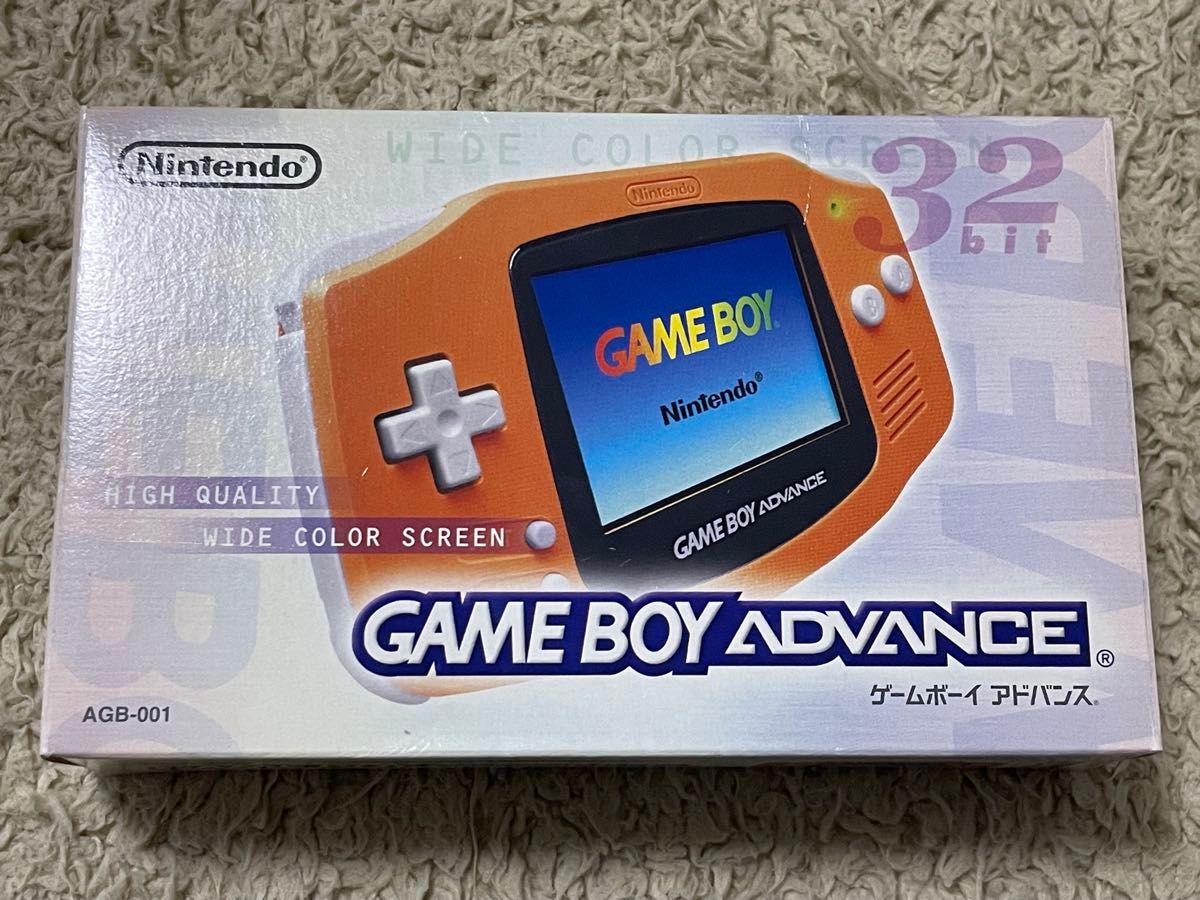 WIDE COLOR SCREEN
Nintendo®
Nintendo
32
bit
GAME BOY
Nintendo®
HIGH QUALITY
WIDE COLOR SCREEN
GAME BOY ADVANCE
GAME BOY ADVANCE®
ゲームボーイ アドバンス
AGB-001